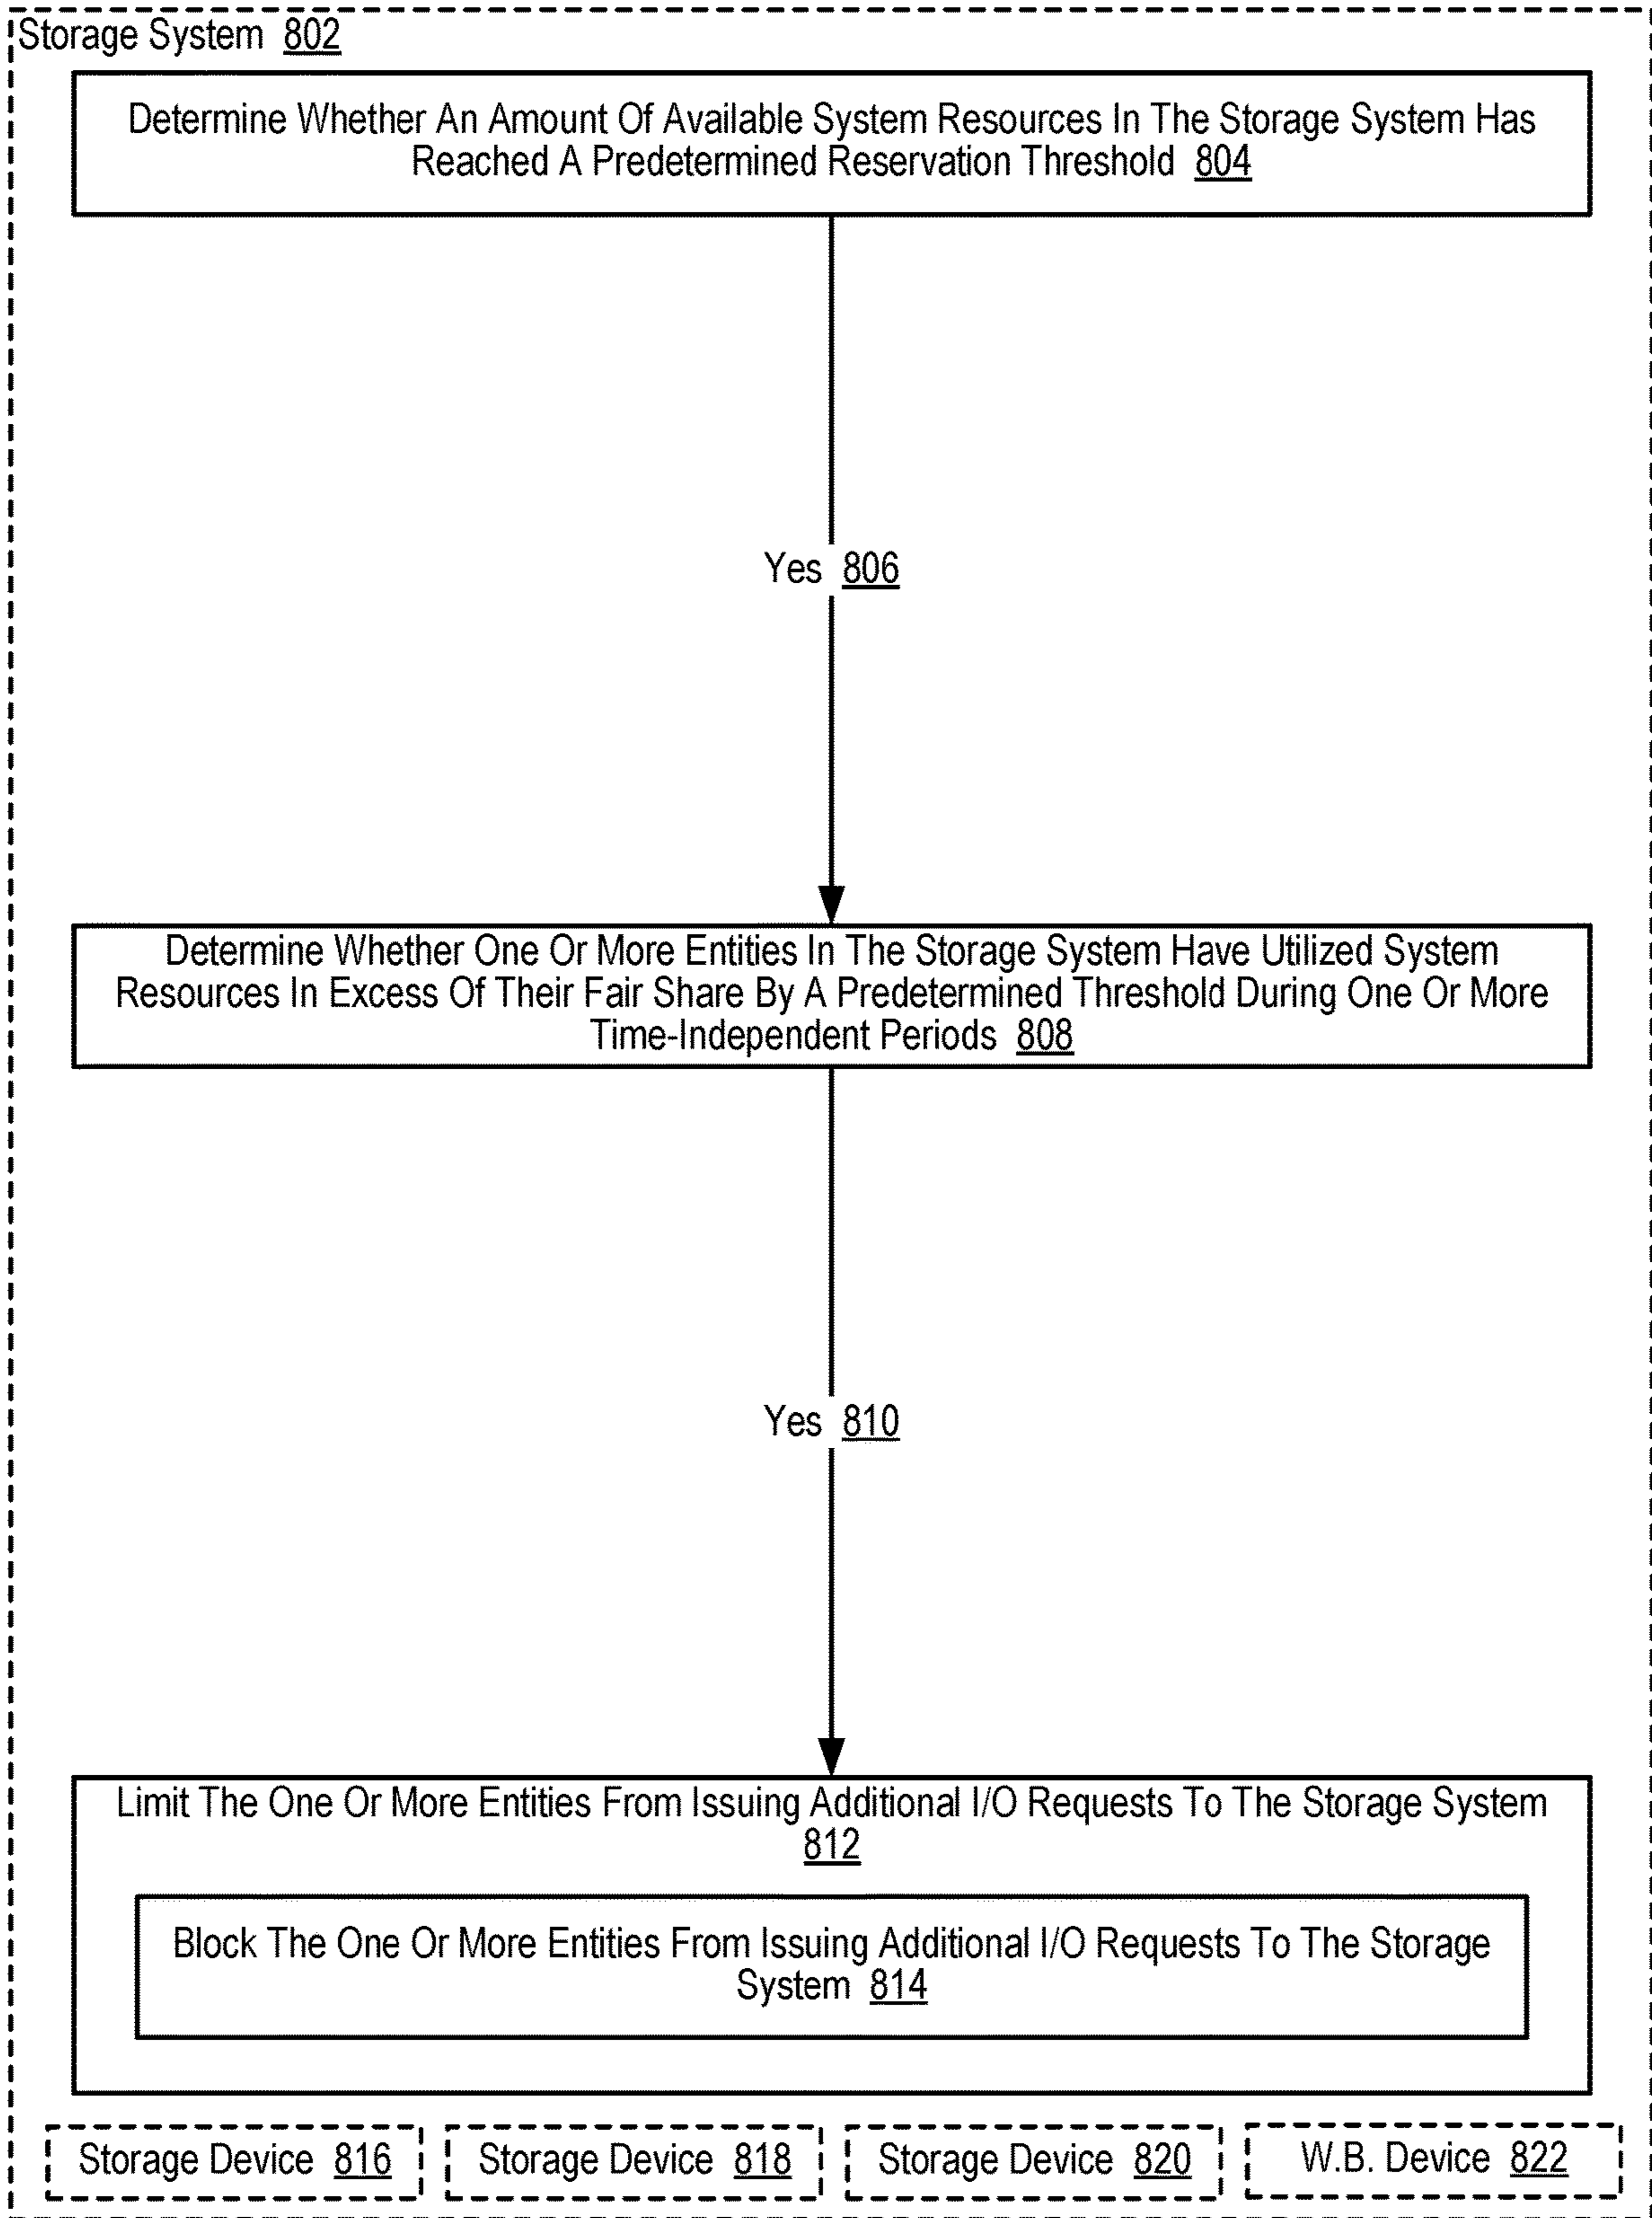 Storage System 802
Determine Whether An Amount Of Available System Resources In The Storage System Has
Reached A Predetermined Reservation Threshold 804
Yes 806
Determine Whether One Or More Entities In The Storage System Have Utilized System
Resources In Excess Of Their Fair Share By A Predetermined Threshold During One Or More
Time-Independent Periods 808
Yes 810
Limit The One Or More Entities From Issuing Additional I/O Requests To The Storage System
812
Block The One Or More Entities From Issuing Additional I/O Requests To The Storage
System 814
Storage Device 816
Storage Device 818
Storage Device 820
W.B. Device 822